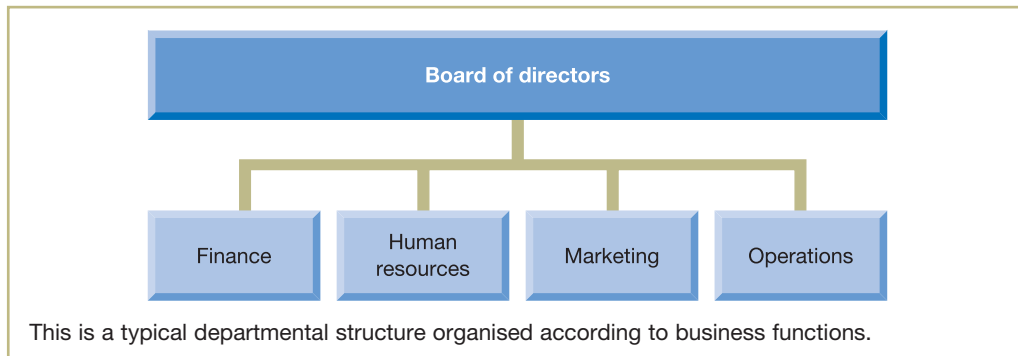 Board of directors
Finance
Human
resources
Marketing
Operations
This is a typical departmental structure organised according to business functions.